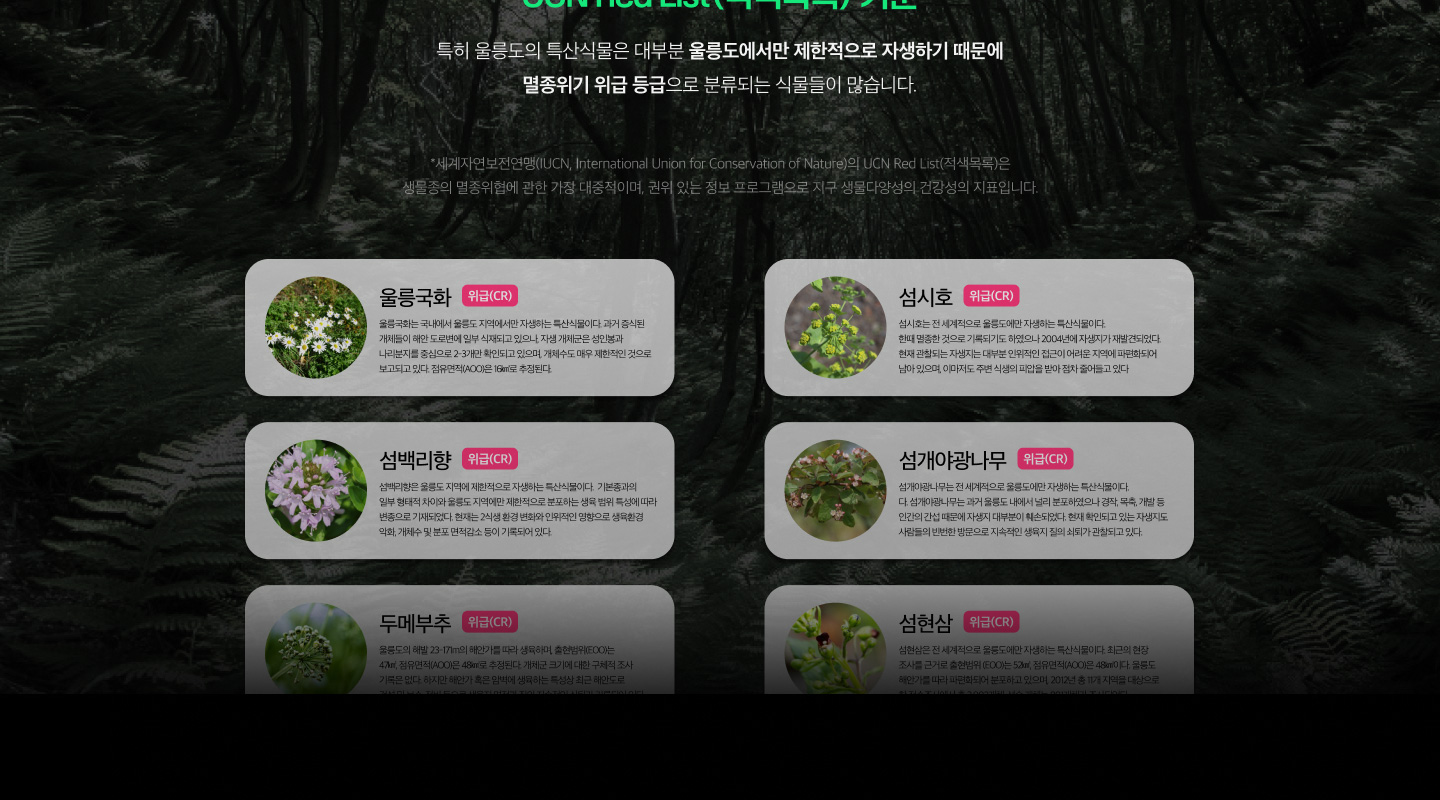 UCN Red List(적색목록) 기준
특히 울릉도의 특산식물은 대부분 울릉도에서만 제한적으로 자생하기 때문에
멸종위기 위급 등급으로 분류되는 식물들이 많습니다.
*세계자연보전연맹(IUCN, International Union for Conservation of Nature)의 UCN Red List(적색목록)은
생물종의 멸종위협에 관한 가장 대중적이며, 권위 있는 정보 프로그램으로 지구 생물다양성의 건강성의 지표입니다.
울릉국화 위급(CR)
울릉국화는 국내에서 울릉도 지역에서만 자생하는 특산식물이다. 과거 증식된
개체들이 해안 도로변에 일부 식재되고 있으나, 자생 개체군은 성인봉과
나리분지를 중심으로 2-3개만 확인되고 있으며, 개체수도 매우 제한적인 것으로
보고되고 있다. 점유면적(AOO)은 16㎢로 추정된다.
섬시호 위급(CR)
섬시호는 전 세계적으로 울릉도에만 자생하는 특산식물이다.
한때 멸종한 것으로 기록되기도 하였으나 2004년에 자생지가 재발견되었다.
현재 관찰되는 자생지는 대부분 인위적인 접근이 어려운 지역에 파편화되어
남아 있으며, 이마저도 주변 식생의 피압을 받아 점차 줄어들고 있다
섬백리향 위급(CR)
섬백리향은 울릉도 지역에 제한적으로 자생하는 특산식물이다. 기본종과의
일부 형태적 차이와 울릉도 지역에만 제한적으로 분포하는 생육 범위 특성에 따라
변종으로 기재되었다. 현재는 2식생 환경 변화와 인위적인 영향으로 생육환경
악화, 개체수 및 분포 면적감소 등이 기록되어 있다.
섬개야광나무 위급(CR)
섬개야광나무는 전 세계적으로 울릉도에만 자생하는 특산식물이다.
다. 섬개야광나무는 과거 울릉도 내에서 널리 분포하였으나 경작, 목축, 개발 등
인간의 간섭 때문에 자생지 대부분이 훼손되었다. 현재 확인되고 있는 자생지도
사람들의 빈번한 방문으로 지속적인 생육지 질의 쇠퇴가 관찰되고 있다.
두메부추 위급(CR)
울릉도의 해발 23-171m의 해안가를 따라 생육하며, 출현범위(EOO)는
47㎢, 점유면적(AOO)은 48㎢로 추정된다. 개체군 크기에 대한 구체적 조사
기록은 없다. 하지만 해안가 혹은 암벽에 생육하는 특성상 최근 해안도로
섬현삼 위급(CR)
섬현삼은 전 세계적으로 울릉도에만 자생하는 특산식물이다. 최근의 현장
조사를 근거로 출현범위 (EOO)는 52㎢, 점유면적(AOO)은 48㎢이다. 울릉도
해안가를 따라 파편화되어 분포하고 있으며, 2012년 총 11개 지역을 대상으로